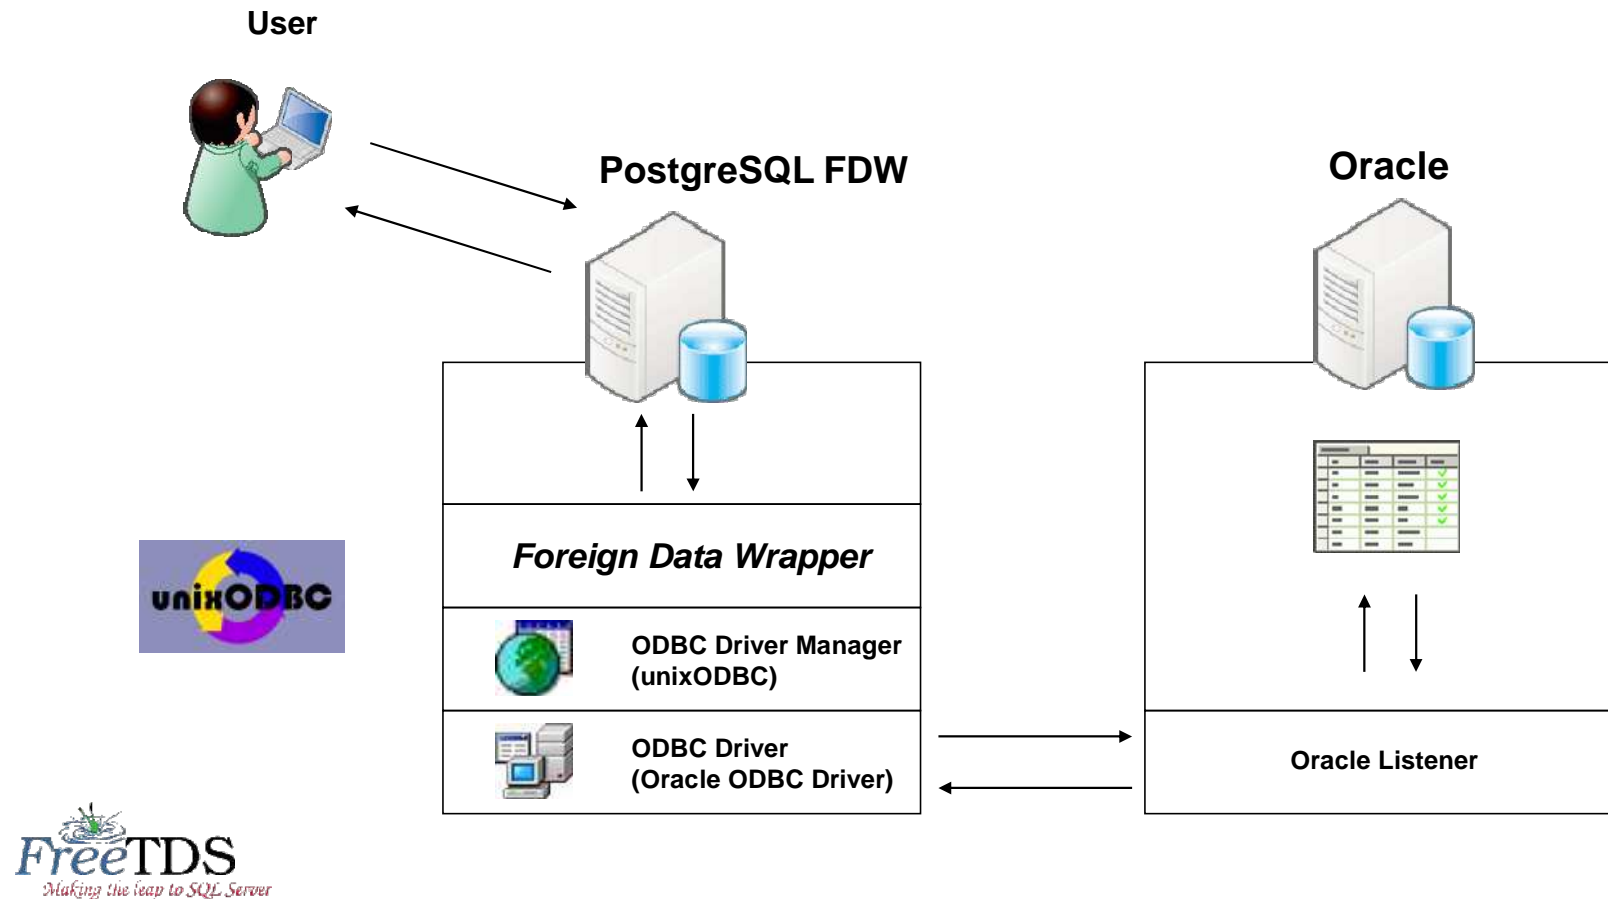 User
PostgreSQL FDW
Oracle
Foreign Data Wrapper
unixODBC
ODBC Driver Manager
(unixODBC)
ODBC Driver
(Oracle ODBC Driver)
Oracle Listener
FreeTDS
Making the leap to SQL Server